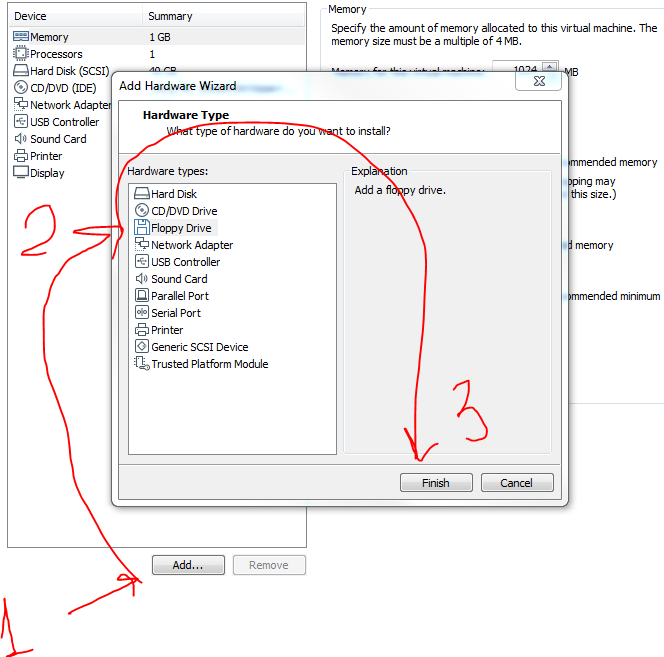 Device Summary
Memory 1 GB
Processors 1
Hard Disk (SCSI) 40 GB
CD/DVD (IDE)
Network Adapter
USB Controller
Sound Card
Printer
Display
Memory
Specify the amount of memory allocated to this virtual machine. The
memory size must be a multiple of 4 MB.
Memory for this virtual machine: 1024 MB
ommended memory
pping may
this size.)
d memory
ommended minimum
Add Hardware Wizard
Hardware Type
What type of hardware do you want to install?
Hardware types:
Hard Disk
CD/DVD Drive
Floppy Drive
Network Adapter
USB Controller
Sound Card
Parallel Port
Serial Port
Printer
Generic SCSI Device
Trusted Platform Module
Explanation
Add a floppy drive.
Finish Cancel
Add... Remove
1
2
3